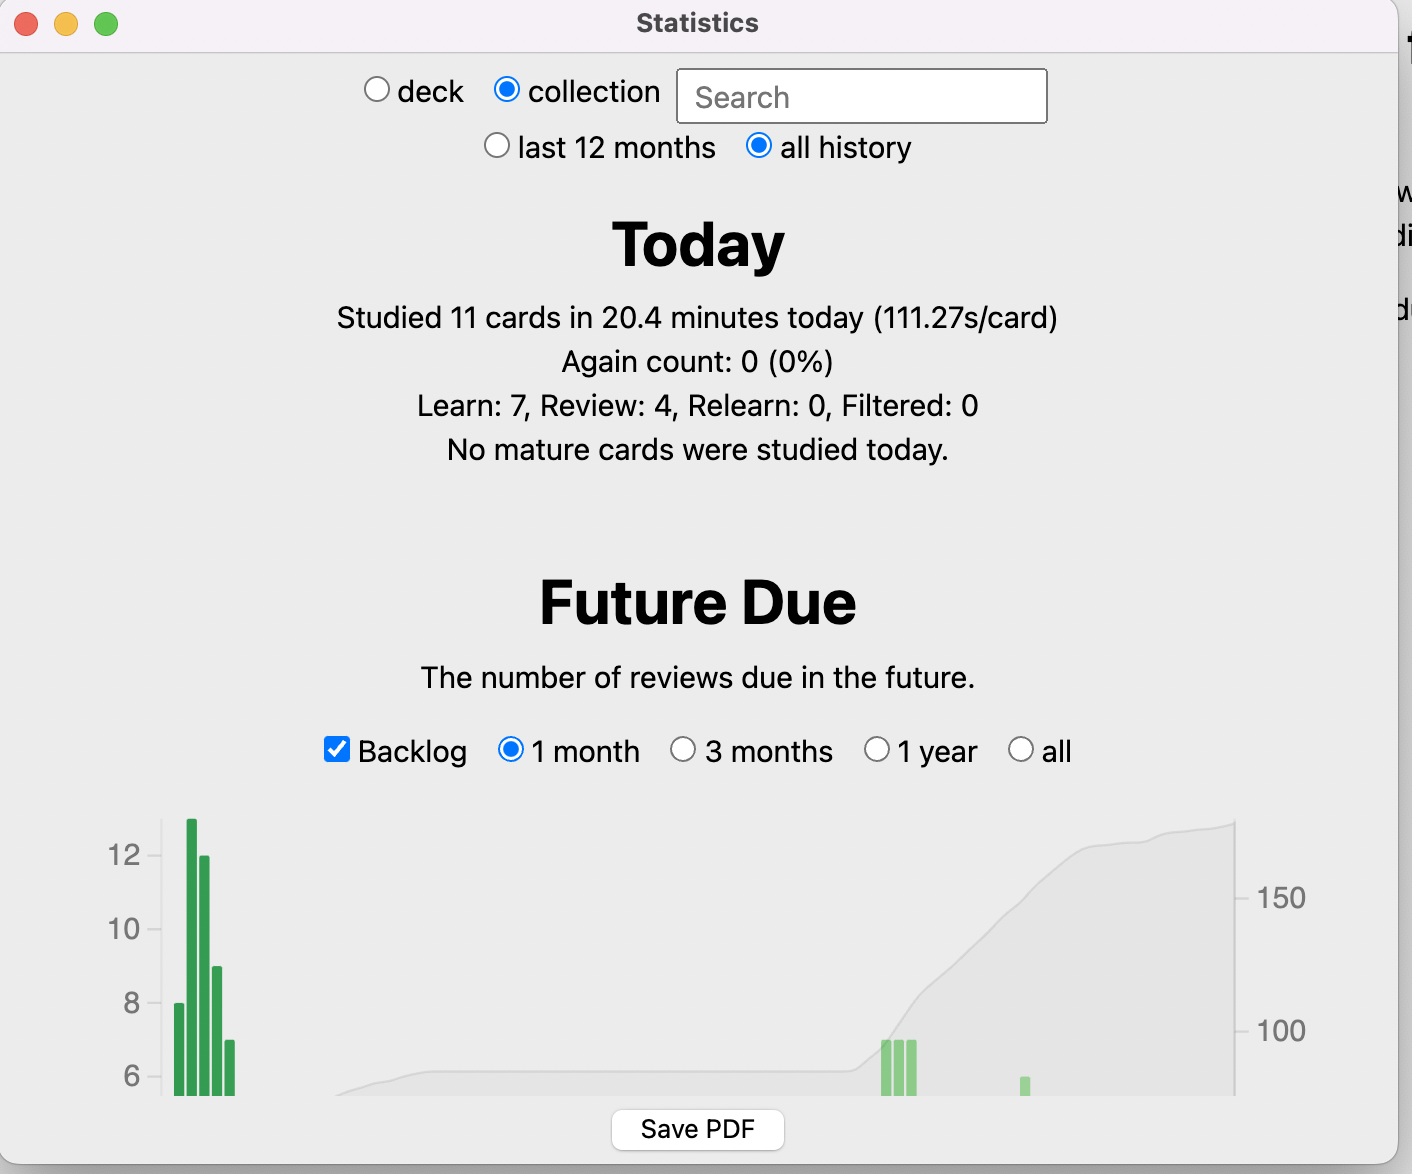 Statistics
deck collection Search
last 12 months all history
Today
Studied 11 cards in 20.4 minutes today (111.27s/card)
Again count: 0 (0%)
Learn: 7, Review: 4, Relearn: 0, Filtered: 0
No mature cards were studied today.
Future Due
The number of reviews due in the future.
Backlog 1 month 3 months 1 year all
12
150
10
8
100
6
Save PDF